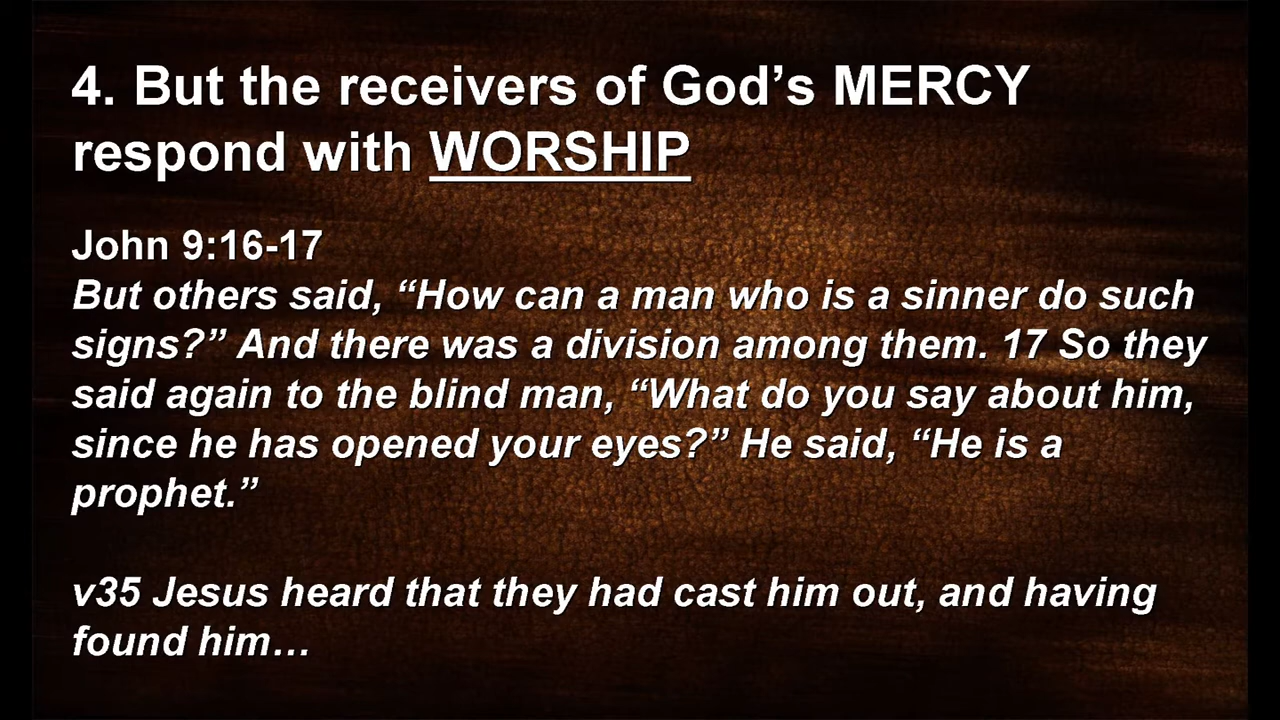 4. But the receivers of God’s MERCY
respond with WORSHIP
John 9:16-17
But others said, “How can a man who is a sinner do such
signs?” And there was a division among them. 17 So they
said again to the blind man, “What do you say about him,
since he has opened your eyes?” He said, “He is a
prophet.”
v35 Jesus heard that they had cast him out, and having
found him…